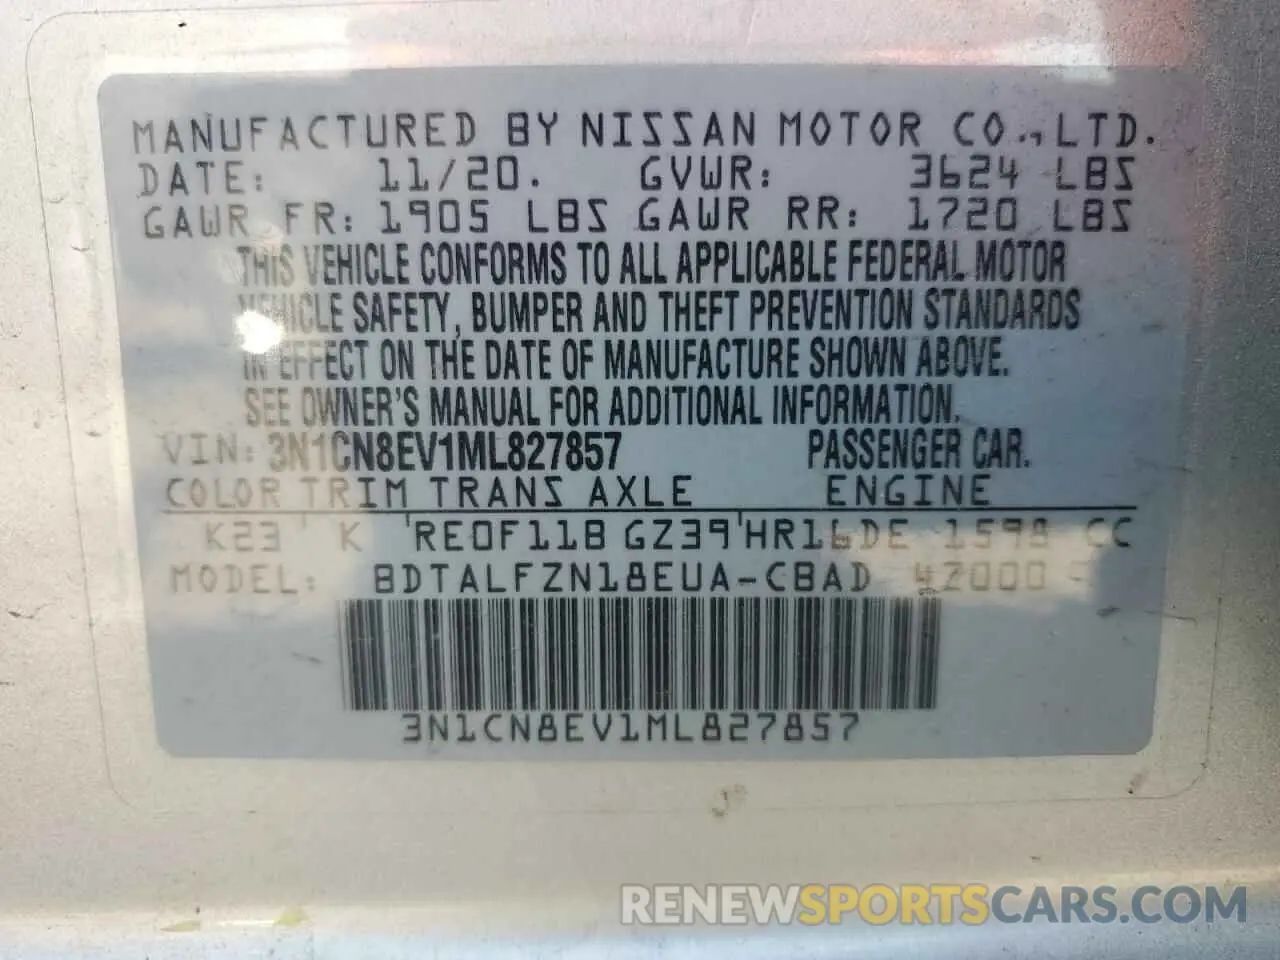 MANUFACTURED BY NISSAN MOTOR CO., LTD.
DATE: 11/20. GVWR: 3624 LBS
GAWR FR: 1905 LBS GAWR RR: 1720 LBS
THIS VEHICLE CONFORMS TO ALL APPLICABLE FEDERAL MOTOR
VEHICLE SAFETY, BUMPER AND THEFT PREVENTION STANDARDS
IN EFFECT ON THE DATE OF MANUFACTURE SHOWN ABOVE.
SEE OWNER'S MANUAL FOR ADDITIONAL INFORMATION.
VIN: 3N1CN8EV1ML827857 PASSENGER CAR.
COLOR TRIM TRANS AXLE ENGINE
K23 K RE0F11B GZ39 HR16DE 1598 CC
MODEL: BDTALFZN18EUA-CBAD 42000
3N1CN8EV1ML827857
RENEWSPORTSCARS.COM